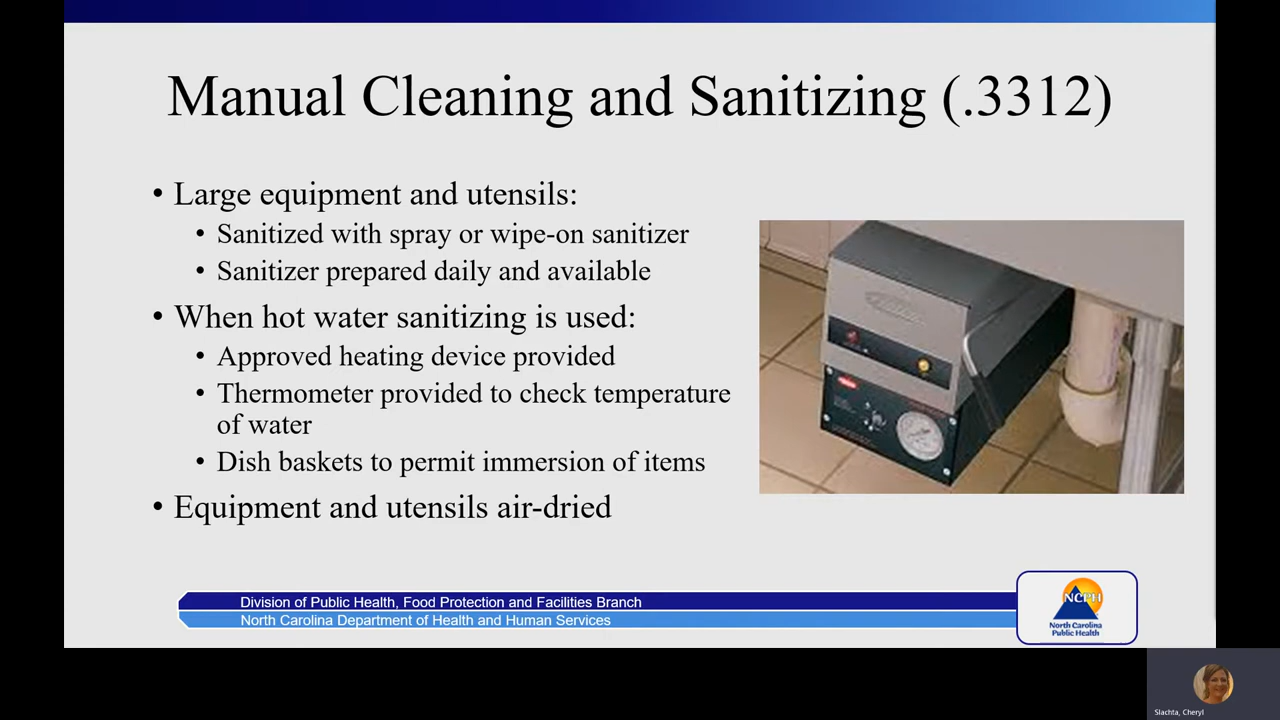 Manual Cleaning and Sanitizing (.3312)
• Large equipment and utensils:
• Sanitized with spray or wipe-on sanitizer
• Sanitizer prepared daily and available
• When hot water sanitizing is used:
• Approved heating device provided
• Thermometer provided to check temperature
of water
• Dish baskets to permit immersion of items
• Equipment and utensils air-dried
Division of Public Health, Food Protection and Facilities Branch
North Carolina Department of Health and Human Services
NCPH
North Carolina
Public Health
Slachta, Cheryl